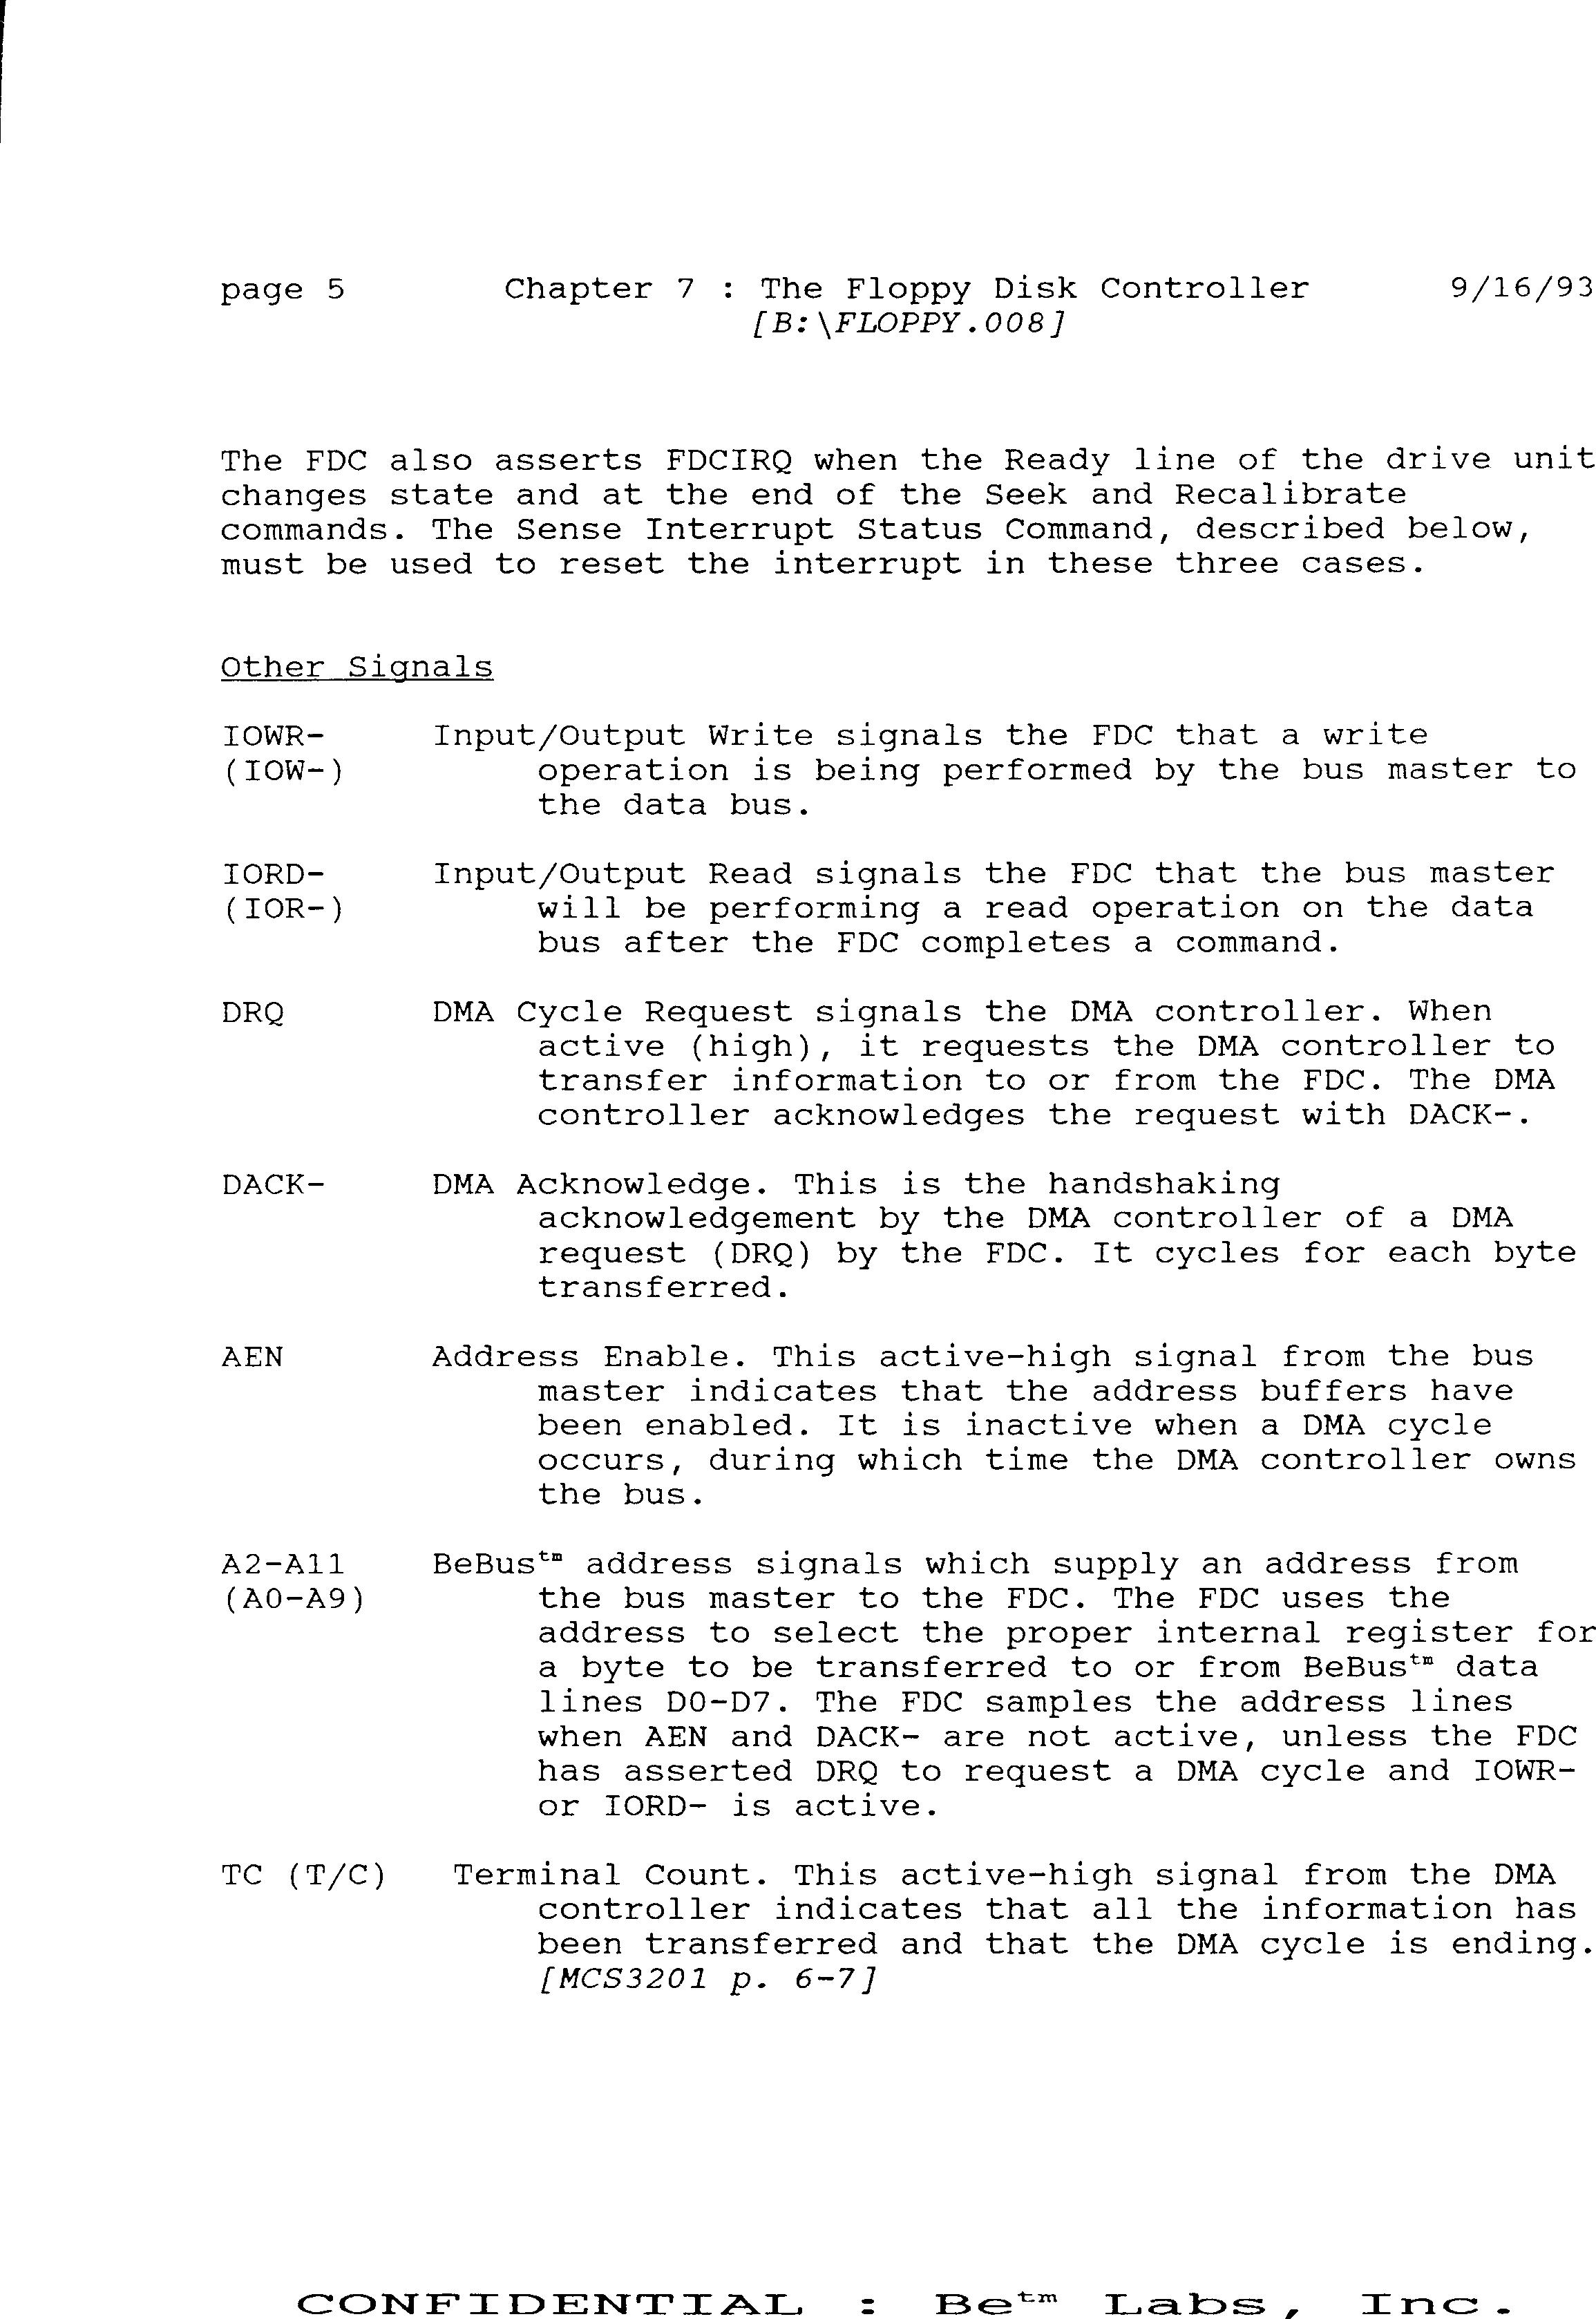 page 5 Chapter 7 : The Floppy Disk Controller 9/16/93
[B:\FLOPPY.008]
The FDC also asserts FDCIRQ when the Ready line of the drive unit
changes state and at the end of the Seek and Recalibrate
commands. The Sense Interrupt Status Command, described below,
must be used to reset the interrupt in these three cases.
Other Signals
IOWR- Input/Output Write signals the FDC that a write
(IOW-) operation is being performed by the bus master to
the data bus.
IORD- Input/Output Read signals the FDC that the bus master
(IOR-) will be performing a read operation on the data
bus after the FDC completes a command.
DRQ DMA Cycle Request signals the DMA controller. When
active (high), it requests the DMA controller to
transfer information to or from the FDC. The DMA
controller acknowledges the request with DACK-.
DACK- DMA Acknowledge. This is the handshaking
acknowledgement by the DMA controller of a DMA
request (DRQ) by the FDC. It cycles for each byte
transferred.
AEN Address Enable. This active-high signal from the bus
master indicates that the address buffers have
been enabled. It is inactive when a DMA cycle
occurs, during which time the DMA controller owns
the bus.
A2-A11 BeBus™ address signals which supply an address from
(A0-A9) the bus master to the FDC. The FDC uses the
address to select the proper internal register for
a byte to be transferred to or from BeBus™ data
lines D0-D7. The FDC samples the address lines
when AEN and DACK- are not active, unless the FDC
has asserted DRQ to request a DMA cycle and IOWR-
or IORD- is active.
TC (T/C) Terminal Count. This active-high signal from the DMA
controller indicates that all the information has
been transferred and that the DMA cycle is ending.
[MCS3201 p. 6-7]
CONFIDENTIAL : Be™ Labs, Inc.